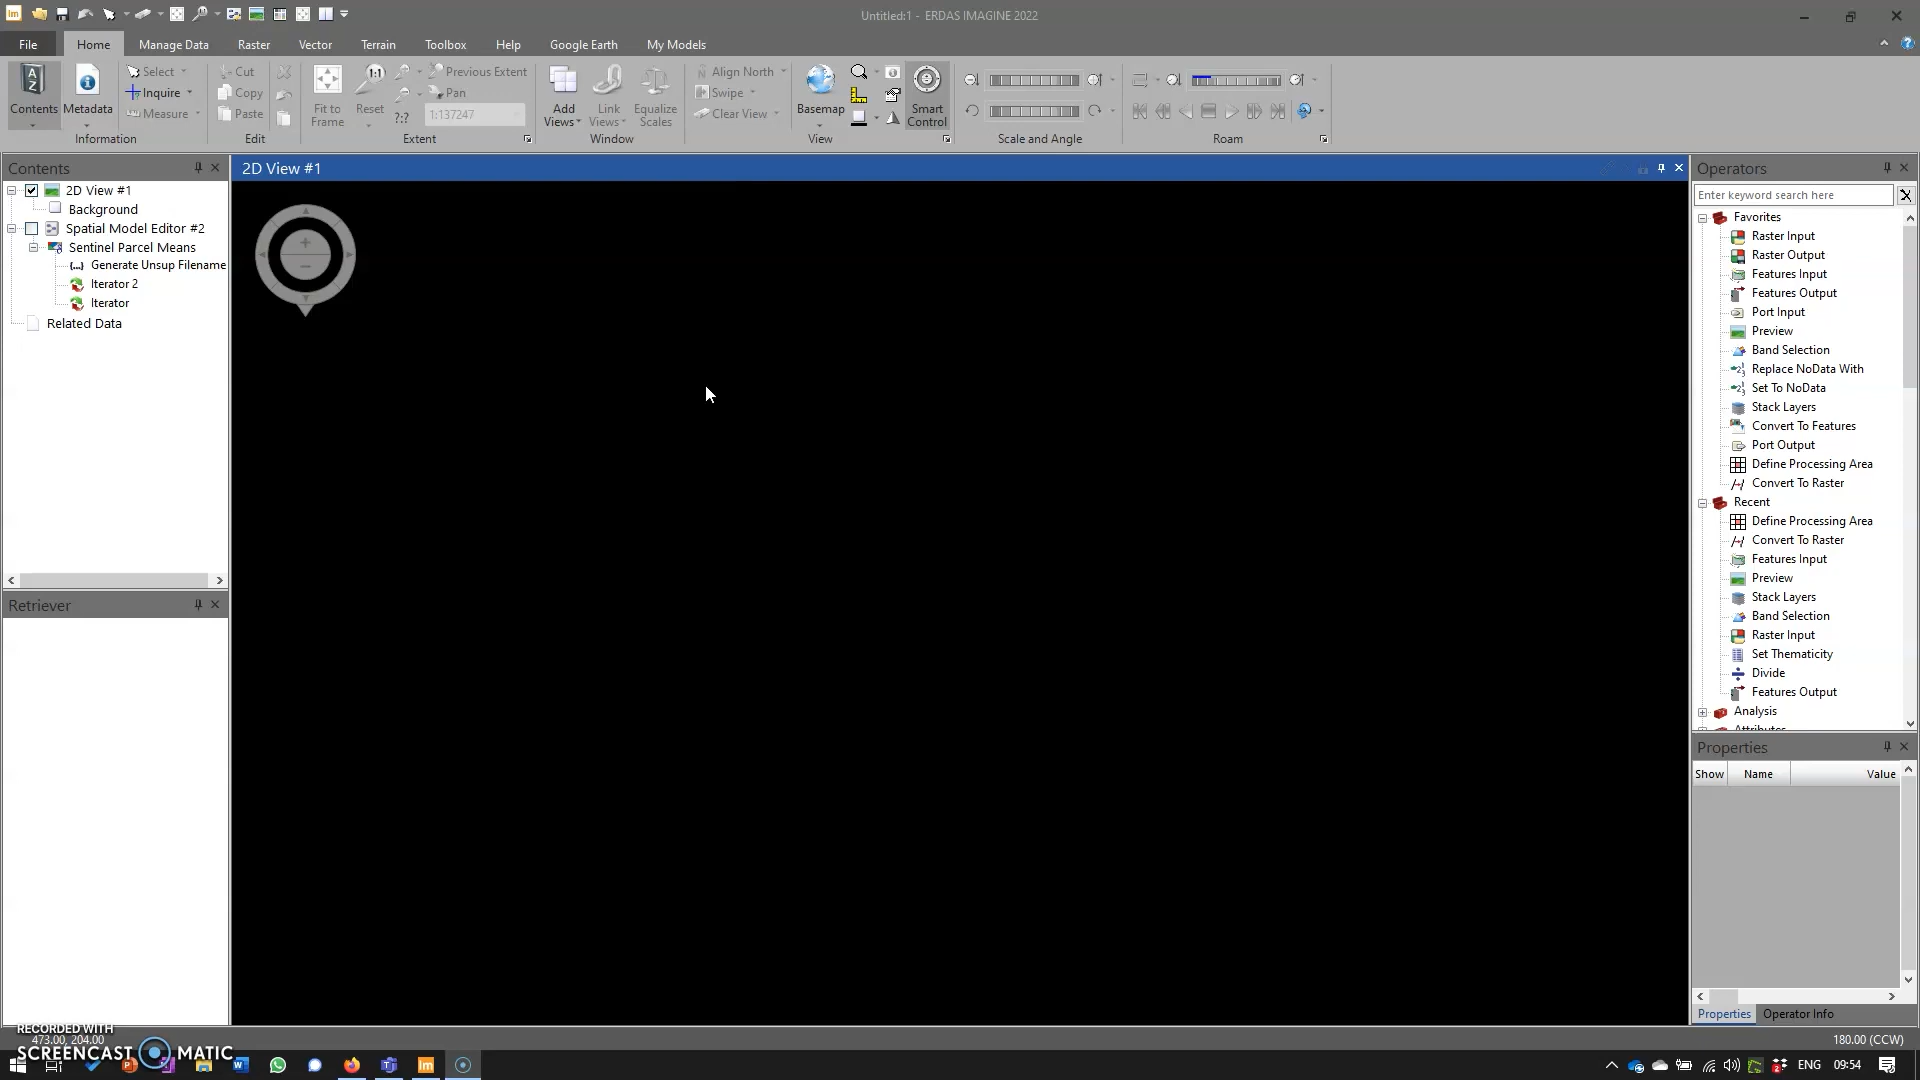 Untitled:1 - ERDAS IMAGINE 2022
File
Home
Manage Data
Raster
Vector
Terrain
Toolbox
Help
Google Earth
My Models
Contents
Metadata
Select
Inquire
Measure
Information
Cut
Copy
Paste
Edit
Fit to Frame
1:1
Reset
?:?
Previous Extent
Pan
1:137247
Extent
Add Views
Link Views
Equalize Scales
Window
Align North
Swipe
Clear View
Basemap
Smart Control
View
Scale and Angle
Roam
Contents
2D View #1
Background
Spatial Model Editor #2
Sentinel Parcel Means
Generate Unsup Filename
Iterator 2
Iterator
Related Data
Retriever
2D View #1
Operators
Enter keyword search here
Favorites
Raster Input
Raster Output
Features Input
Features Output
Port Input
Preview
Band Selection
Replace NoData With
Set To NoData
Stack Layers
Convert To Features
Port Output
Define Processing Area
Convert To Raster
Recent
Define Processing Area
Convert To Raster
Features Input
Preview
Stack Layers
Band Selection
Raster Input
Set Thematicity
Divide
Features Output
Analysis
Attributes
Properties
Show Name Value
Properties
Operator Info
RECORDED WITH
473.00, 204.00
SCREENCAST MATIC
180.00 (CCW)
ENG
09:54